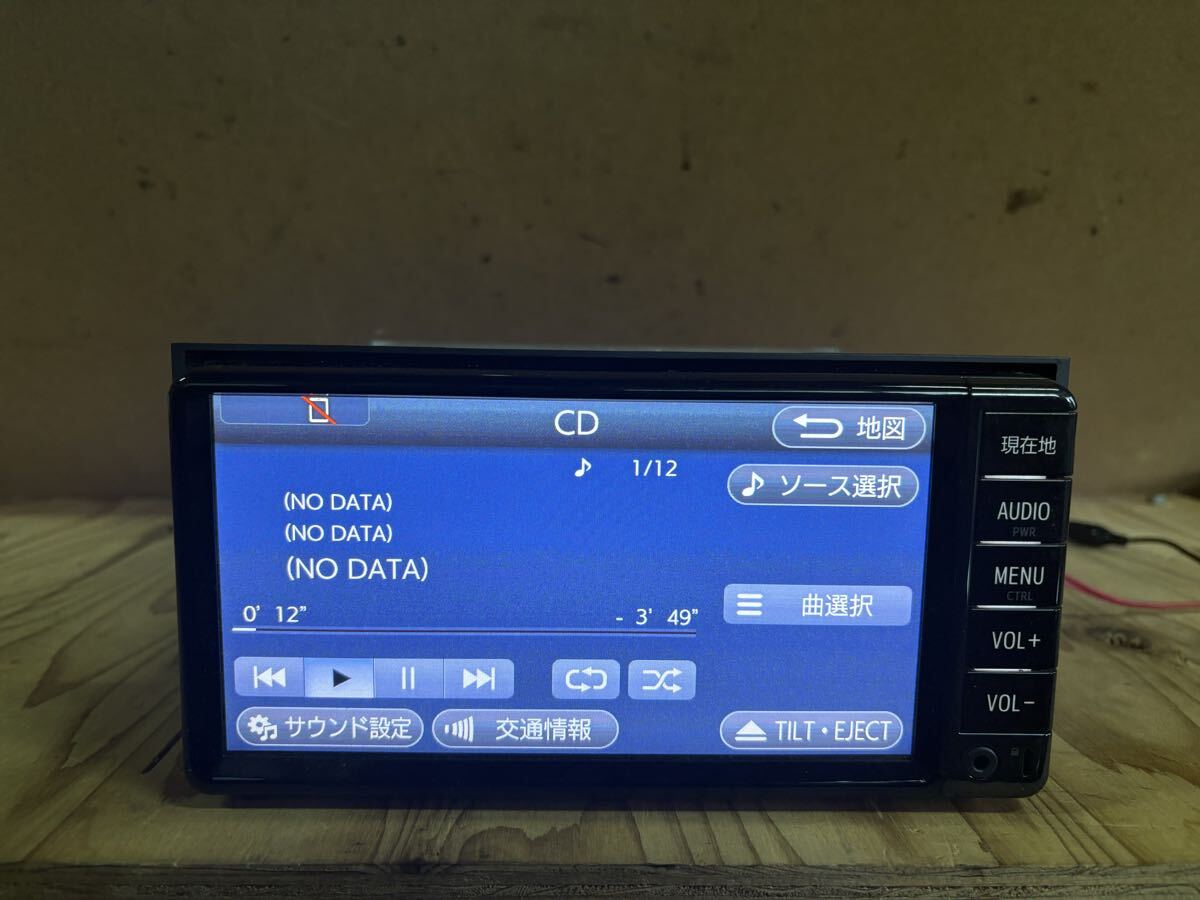 CD
地図
1/12
ソース選択
(NO DATA)
(NO DATA)
(NO DATA)
曲選択
0' 12"
- 3' 49"
サウンド設定
交通情報
TILT・EJECT
現在地
AUDIO
PWR
MENU
CTRL
VOL+
VOL-